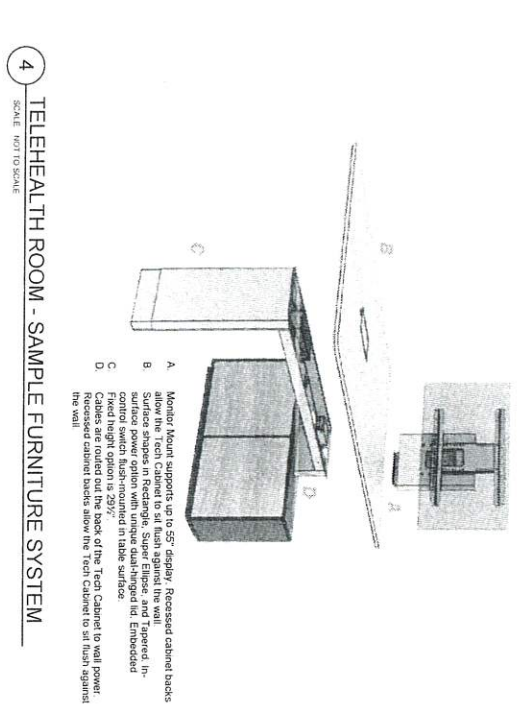 B
A
C
D
A. Monitor Mount supports up to 55" display. Recessed cabinet backs
allow the Tech Cabinet to sit flush against the wall.
B. Surface shapes in Rectangle, Super Ellipse, and Tapered. In-
surface power option with unique dual-hinged lid. Embedded
control switch flush-mounted in table surface.
C. Fixed height option is 29½".
D. Cables are routed out the back of the Tech Cabinet to wall power.
Recessed cabinet backs allow the Tech Cabinet to sit flush against
the wall.
4 TELEHEALTH ROOM - SAMPLE FURNITURE SYSTEM
SCALE NOT TO SCALE